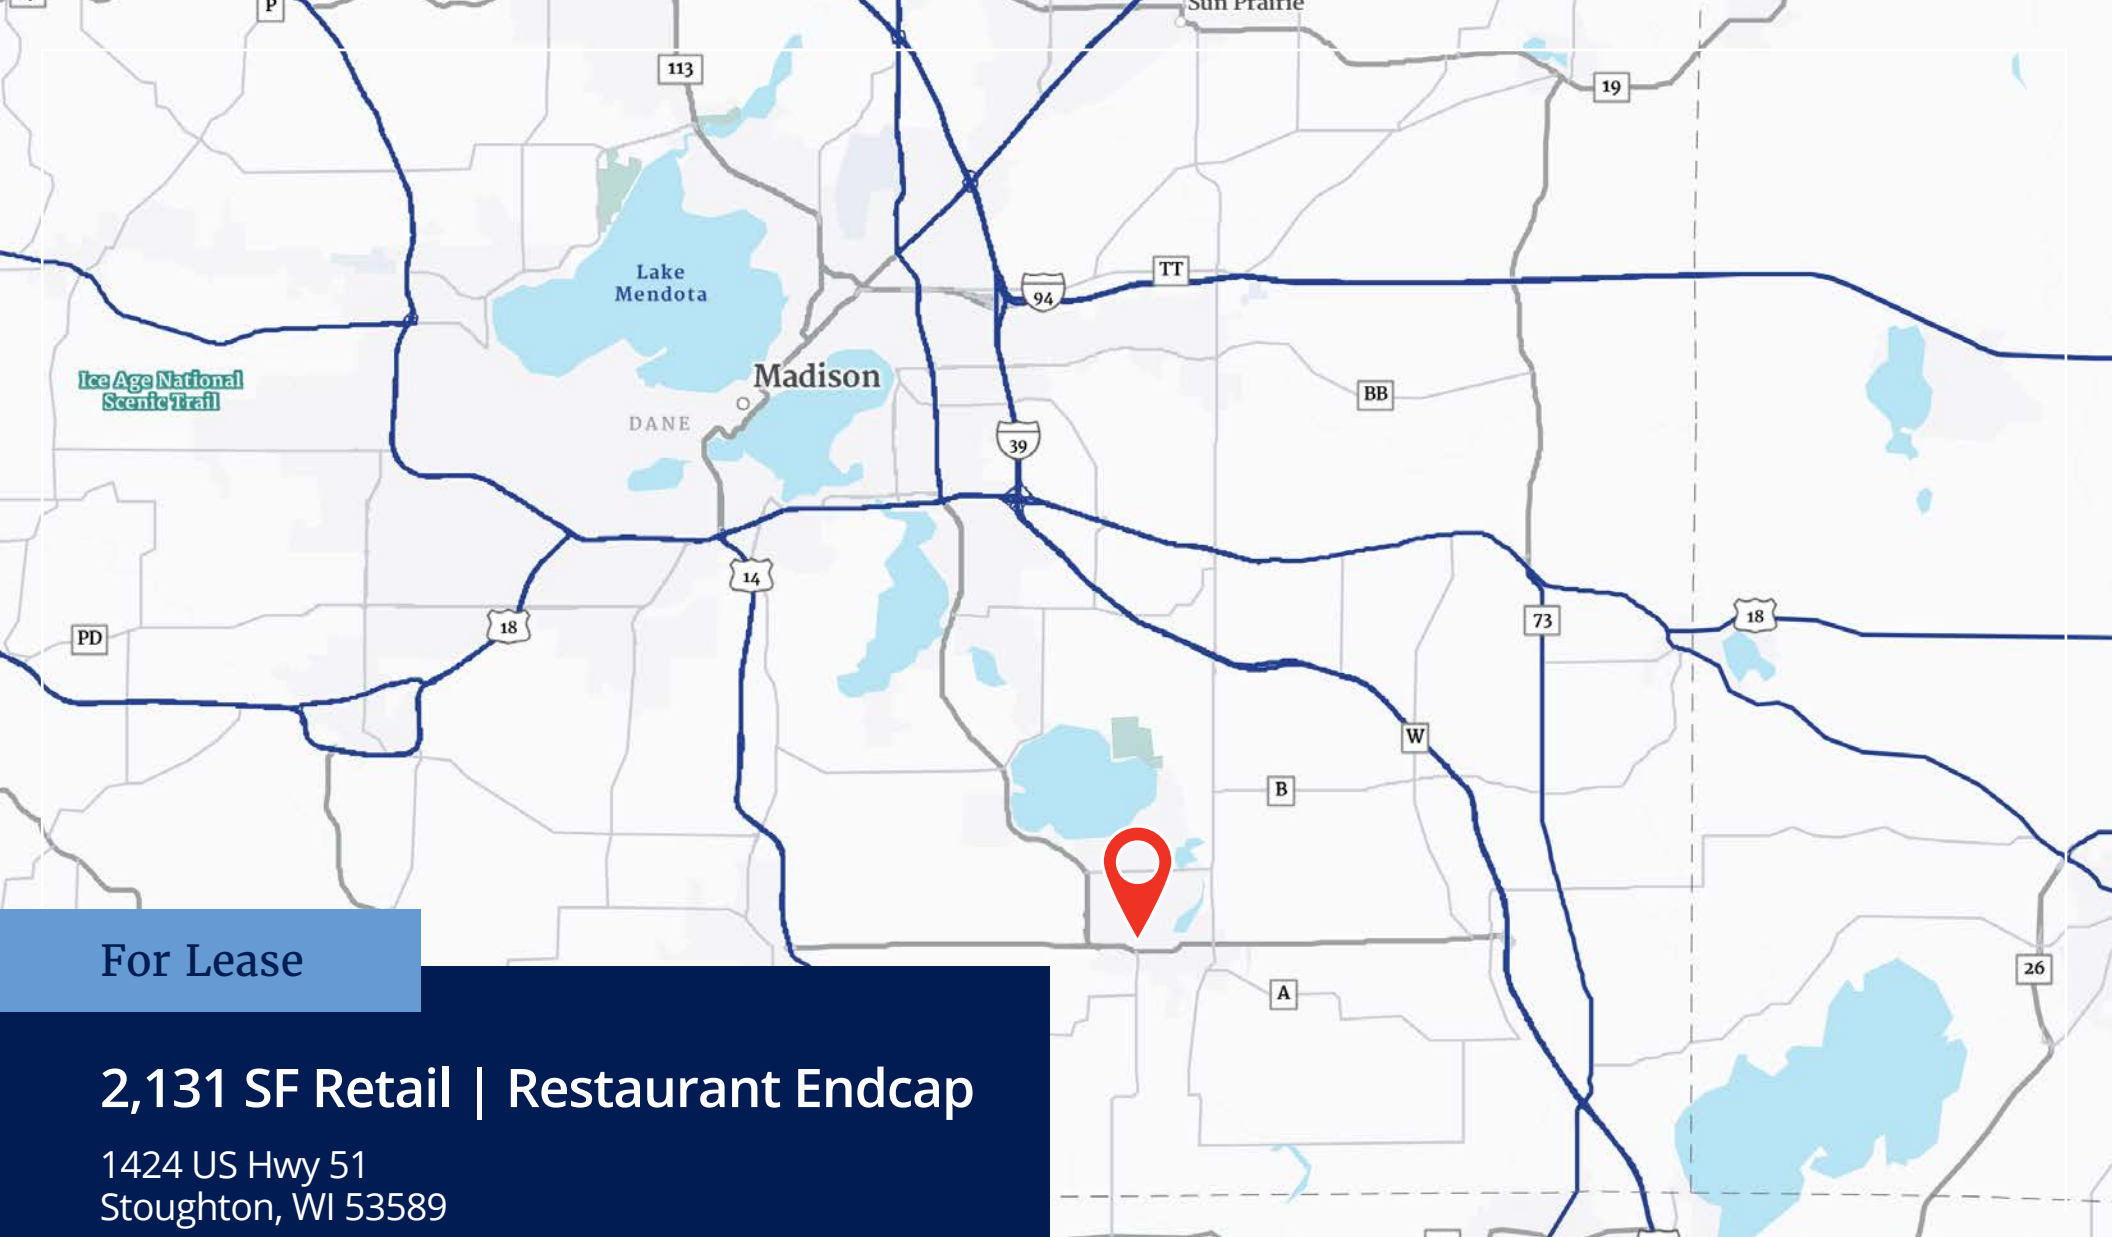 P
Sun Prairie
113
19
Lake
Mendota
94
TT
Ice Age National
Scenic Trail
Madison
BB
DANE
39
14
18
PD
73
18
W
B
A
26
For Lease
2,131 SF Retail | Restaurant Endcap
1424 US Hwy 51
Stoughton, WI 53589